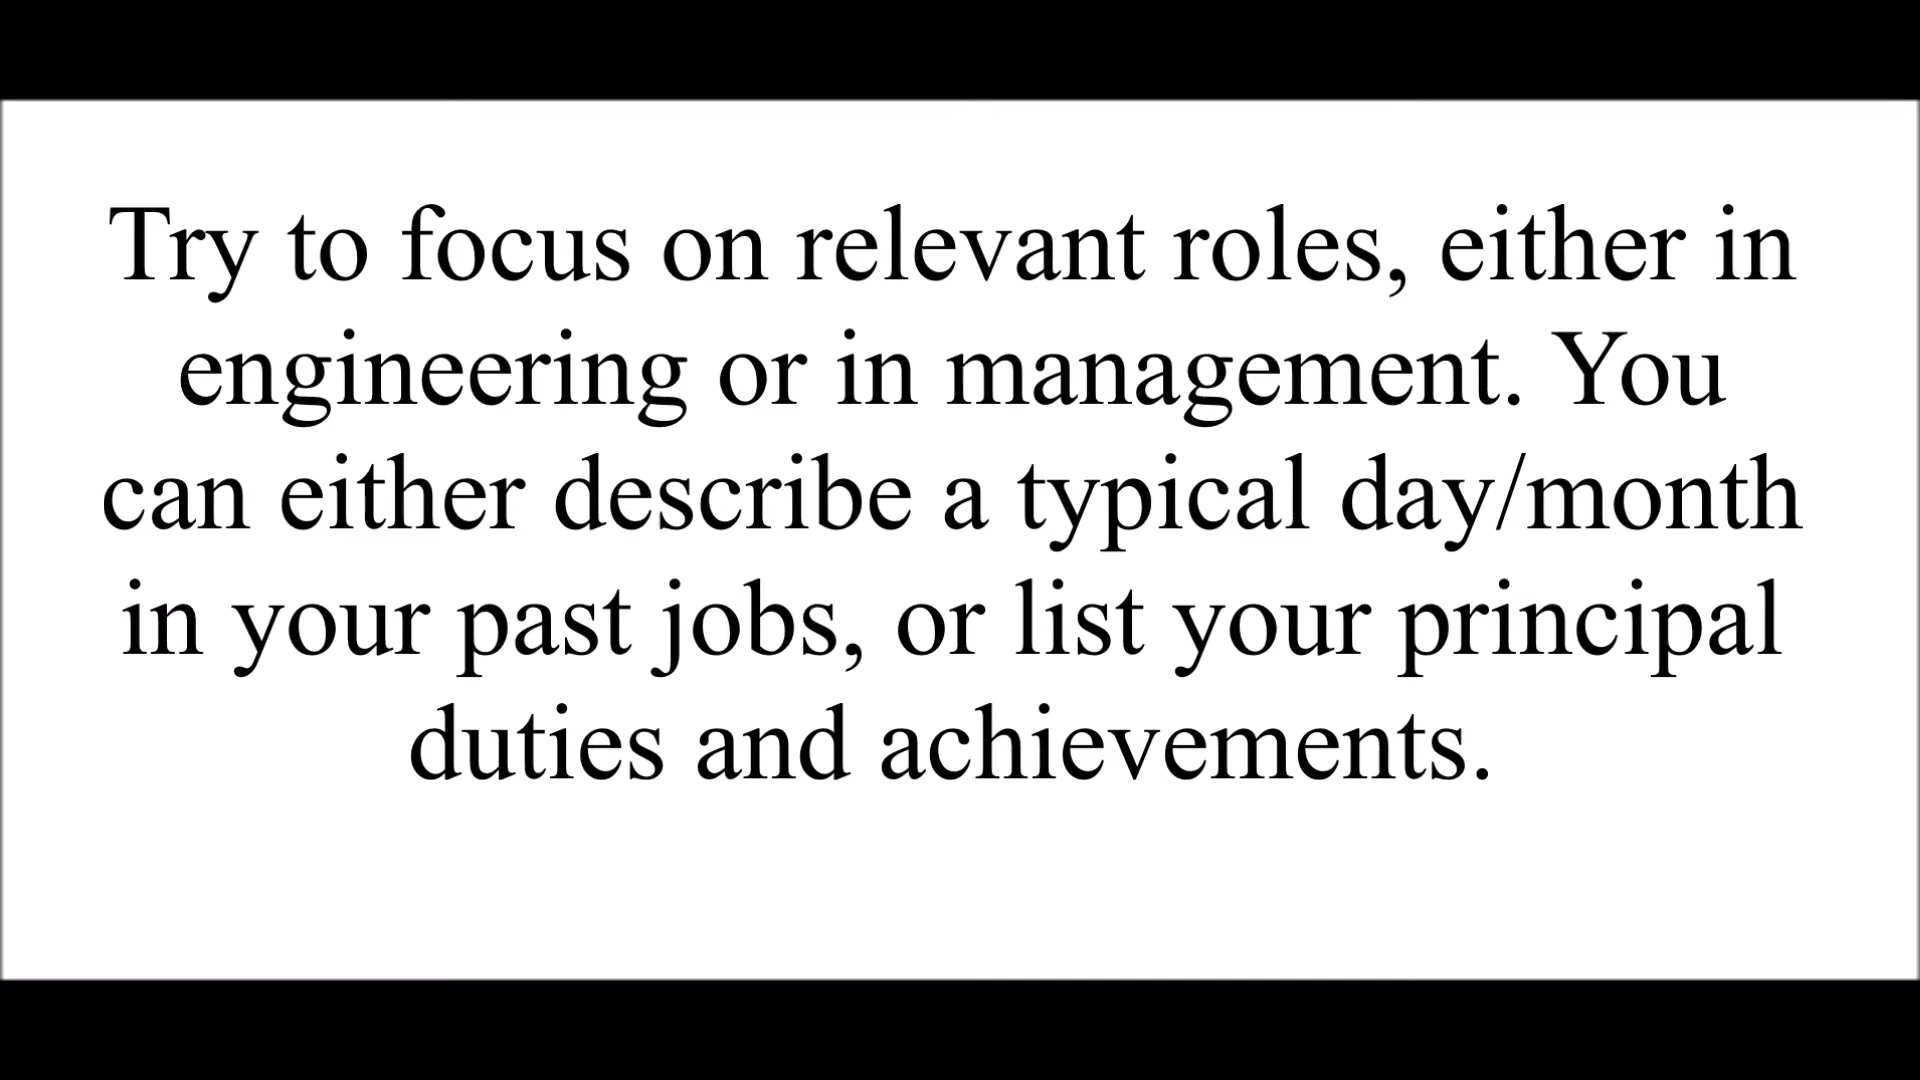 Try to focus on relevant roles, either in
engineering or in management. You
can either describe a typical day/month
in your past jobs, or list your principal
duties and achievements.